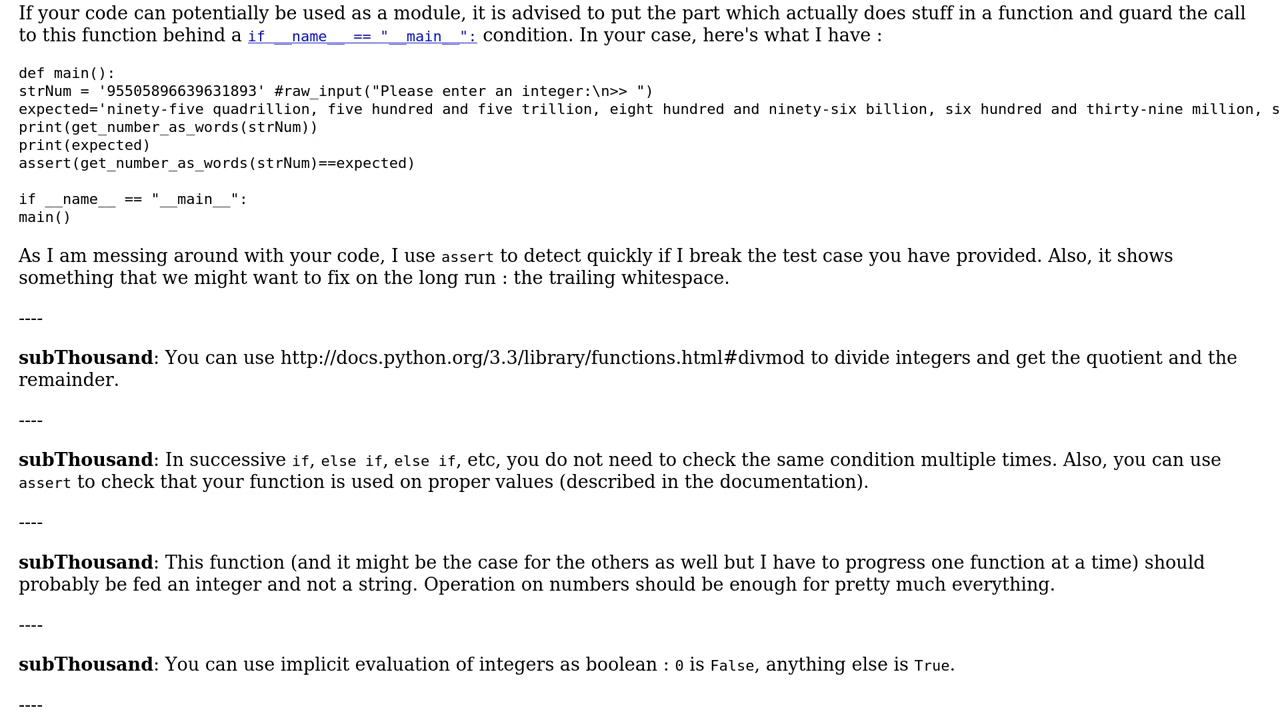 If your code can potentially be used as a module, it is advised to put the part which actually does stuff in a function and guard the call
to this function behind a if __name__ == "__main__": condition. In your case, here's what I have :
def main():
strNum = '95505896639631893' #raw_input("Please enter an integer:\n>> ")
expected='ninety-five quadrillion, five hundred and five trillion, eight hundred and ninety-six billion, six hundred and thirty-nine million, s
print(get_number_as_words(strNum))
print(expected)
assert(get_number_as_words(strNum)==expected)
if __name__ == "__main__":
main()
As I am messing around with your code, I use assert to detect quickly if I break the test case you have provided. Also, it shows
something that we might want to fix on the long run : the trailing whitespace.
----
subThousand: You can use http://docs.python.org/3.3/library/functions.html#divmod to divide integers and get the quotient and the
remainder.
----
subThousand: In successive if, else if, else if, etc, you do not need to check the same condition multiple times. Also, you can use
assert to check that your function is used on proper values (described in the documentation).
----
subThousand: This function (and it might be the case for the others as well but I have to progress one function at a time) should
probably be fed an integer and not a string. Operation on numbers should be enough for pretty much everything.
----
subThousand: You can use implicit evaluation of integers as boolean : 0 is False, anything else is True.
----